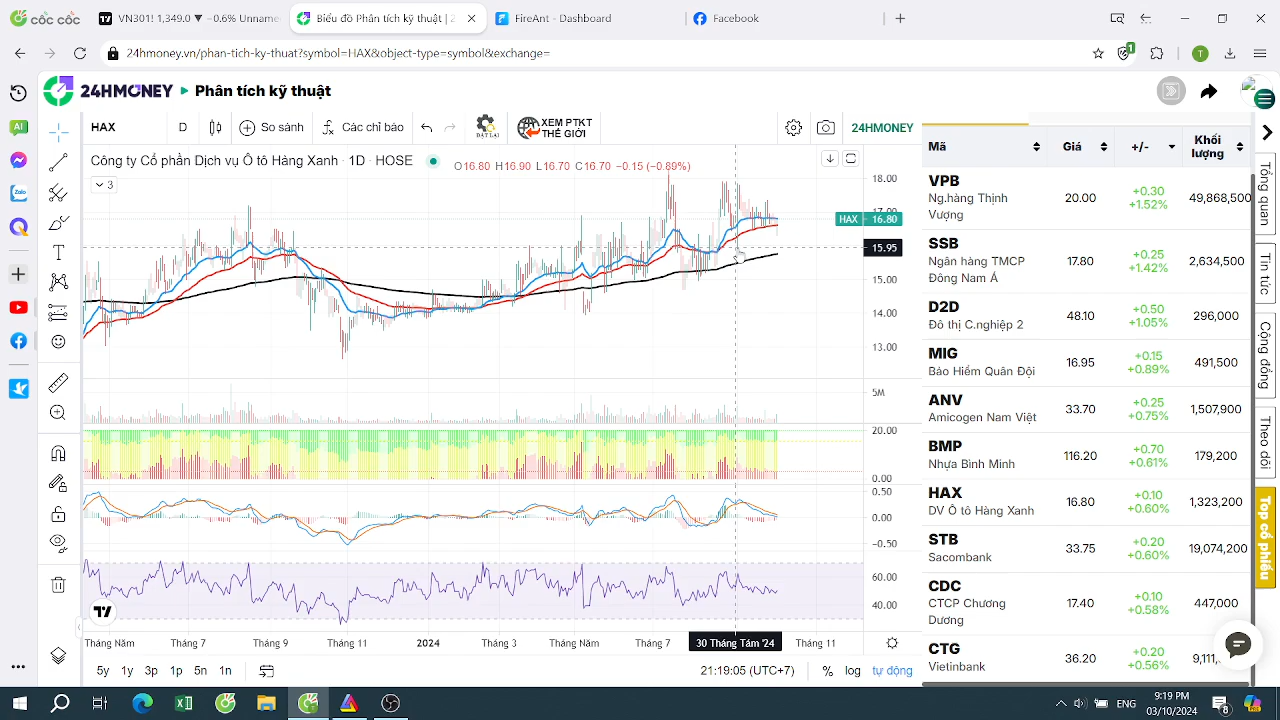 cốc cốc
VN301! 1,349.0 ▼ −0.6% Unname
Biểu đồ Phân tích kỹ thuật |
FireAnt - Dashboard
Facebook
24hmoney.vn/phan-tich-ky-thuat?symbol=HAX&object-type=symbol&exchange=
1
T
24HMONEY
Phân tích kỹ thuật
HAX
D
So sánh
Các chỉ báo
ĐẶT LẠI
XEM PTKT
THẾ GIỚI
24HMONEY
Công ty Cổ phần Dịch vụ Ô tô Hàng Xanh · 1D · HOSE
O16.80 H16.90 L16.70 C16.70 −0.15 (−0.89%)
3
18.00
17.00
HAX 16.80
15.95
15.00
14.00
13.00
5M
20.00
0.00
0.50
0.00
−0.50
60.00
40.00
Tháng Năm
Tháng 7
Tháng 9
Tháng 11
2024
Tháng 3
Tháng Năm
Tháng 7
30 Tháng Tám '24
Tháng 11
5y 1y 3p 1p 5n 1n
21:19:05 (UTC+7)
% log tự động
Mã Giá +/- Khối lượng
VPB
Ng.hàng Thịnh Vượng
20.00
+0.30
+1.52%
49,868,500
SSB
Ngân hàng TMCP Đông Nam Á
17.80
+0.25
+1.42%
2,634,500
D2D
Đô thị C.nghiệp 2
48.10
+0.50
+1.05%
296,000
MIG
Bảo Hiểm Quân Đội
16.95
+0.15
+0.89%
491,500
ANV
Amicogen Nam Việt
33.70
+0.25
+0.75%
1,507,900
BMP
Nhựa Bình Minh
116.20
+0.70
+0.61%
179,200
HAX
DV Ô tô Hàng Xanh
16.80
+0.10
+0.60%
1,323,200
STB
Sacombank
33.75
+0.20
+0.60%
19,074,200
CDC
CTCP Chương Dương
17.40
+0.10
+0.58%
447,000
CTG
Vietinbank
36.20
+0.20
+0.56%
Tổng quan
Tin tức
Cộng đồng
Theo dõi
Top cổ phiếu
AI
Zalo
ENG
9:19 PM
03/10/2024